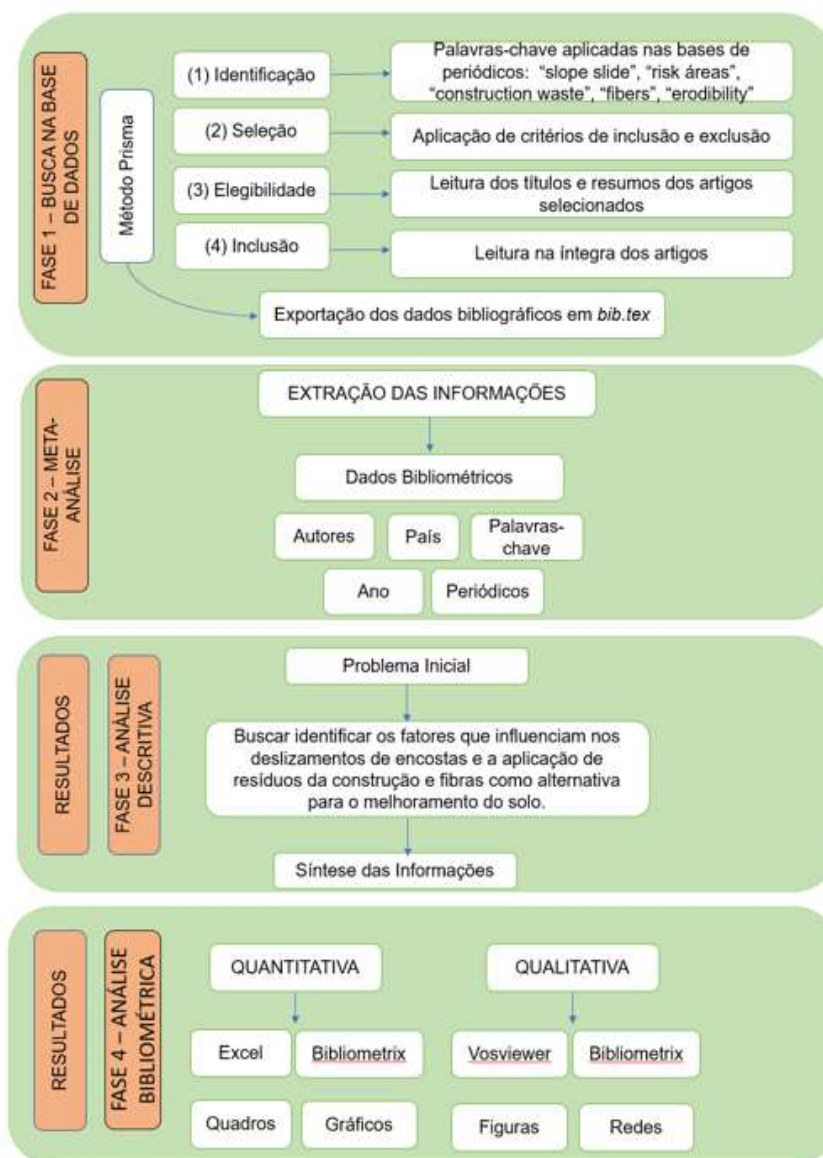 FASE 1 – BUSCA NA BASE
DE DADOS
Método Prisma
(1) Identificação
Palavras-chave aplicadas nas bases de
periódicos: “slope slide”, “risk áreas”,
“construction waste”, “fibers”, “erodibility”
(2) Seleção
Aplicação de critérios de inclusão e exclusão
(3) Elegibilidade
Leitura dos títulos e resumos dos artigos
selecionados
(4) Inclusão
Leitura na íntegra dos artigos
Exportação dos dados bibliográficos em bib.tex
FASE 2 – META-
ANÁLISE
EXTRAÇÃO DAS INFORMAÇÕES
Dados Bibliométricos
Autores
País
Palavras-
chave
Ano
Periódicos
RESULTADOS
FASE 3 – ANÁLISE
DESCRITIVA
Problema Inicial
Buscar identificar os fatores que influenciam nos
deslizamentos de encostas e a aplicação de
resíduos da construção e fibras como alternativa
para o melhoramento do solo.
Síntese das Informações
RESULTADOS
FASE 4 – ANÁLISE
BIBLIOMÉTRICA
QUANTITATIVA
QUALITATIVA
Excel
Bibliometrix
Vosviewer
Bibliometrix
Quadros
Gráficos
Figuras
Redes